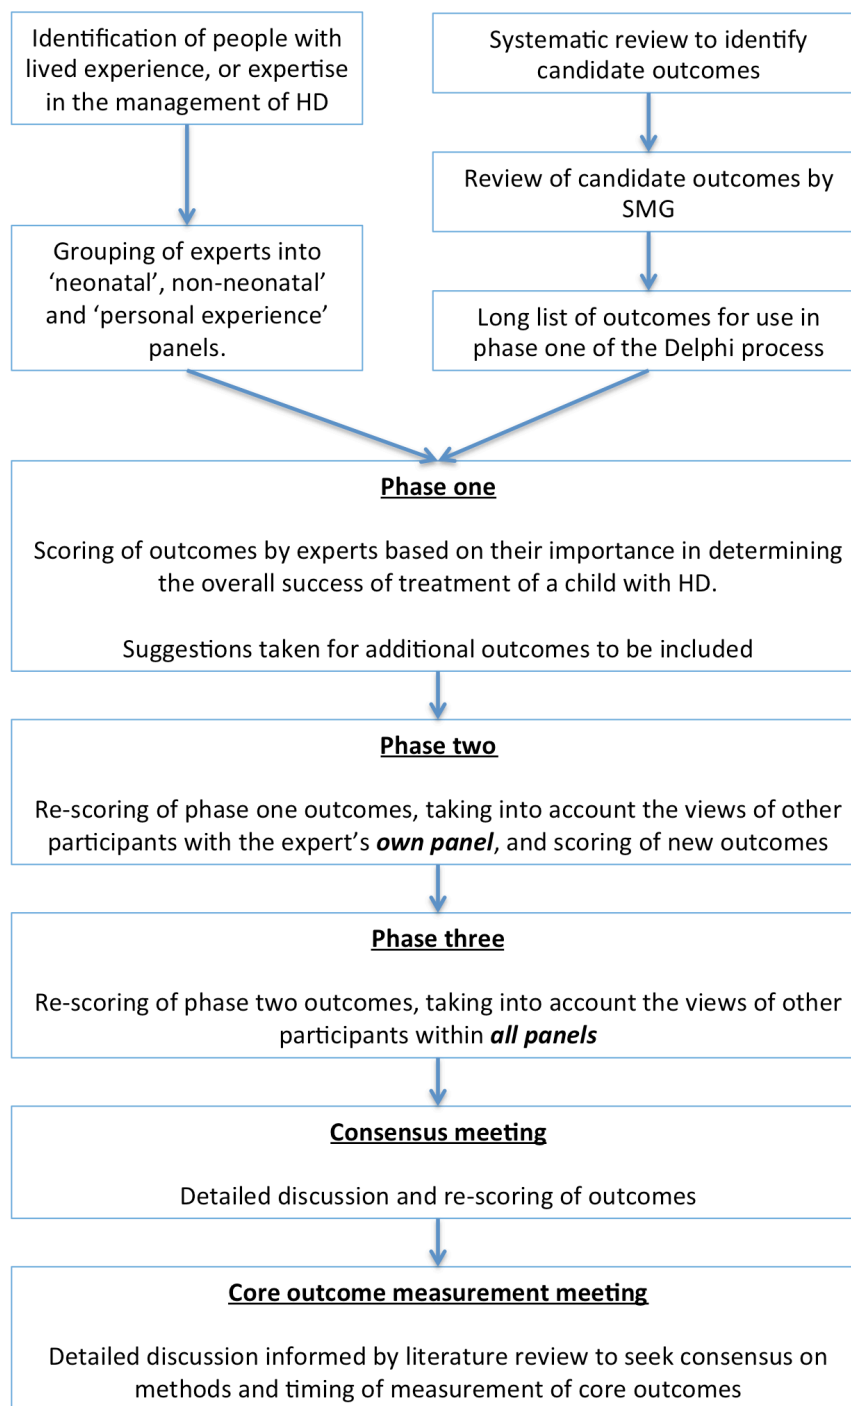 Identification of people with
lived experience, or expertise
in the management of HD
Systematic review to identify
candidate outcomes
Review of candidate outcomes by
SMG
Grouping of experts into
‘neonatal’, non-neonatal’
and ‘personal experience’
panels.
Long list of outcomes for use in
phase one of the Delphi process
Phase one
Scoring of outcomes by experts based on their importance in determining
the overall success of treatment of a child with HD.
Suggestions taken for additional outcomes to be included
Phase two
Re-scoring of phase one outcomes, taking into account the views of other
participants with the expert’s own panel, and scoring of new outcomes
Phase three
Re-scoring of phase two outcomes, taking into account the views of other
participants within all panels
Consensus meeting
Detailed discussion and re-scoring of outcomes
Core outcome measurement meeting
Detailed discussion informed by literature review to seek consensus on
methods and timing of measurement of core outcomes